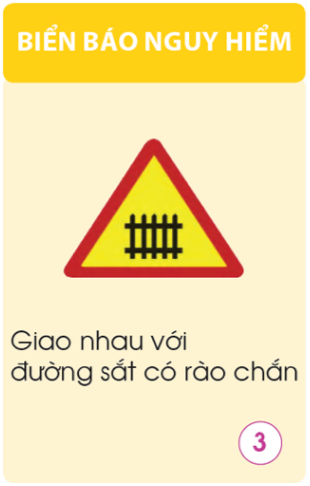 BIỂN BÁO NGUY HIỂM
Giao nhau với
đường sắt có rào chắn
3